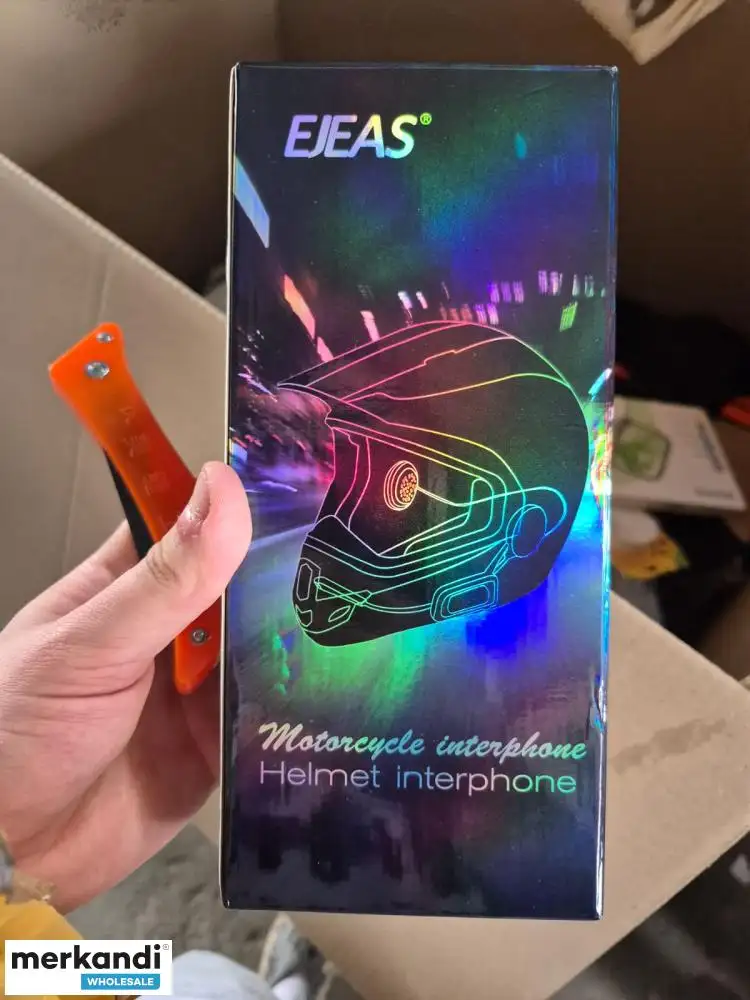 EJEAS®
Motorcycle interphone
Helmet interphone
merkandi®
WHOLESALE